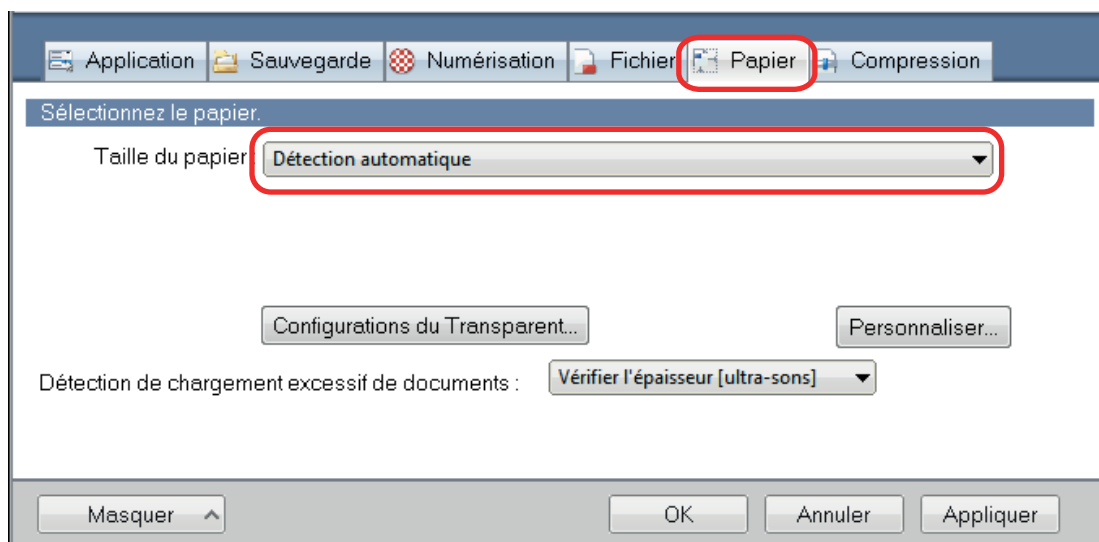 Application Sauvegarde Numérisation Fichier Papier Compression
Sélectionnez le papier.
Taille du papier : Détection automatique
Configurations du Transparent... Personnaliser...
Détection de chargement excessif de documents : Vérifier l'épaisseur [ultra-sons]
Masquer OK Annuler Appliquer